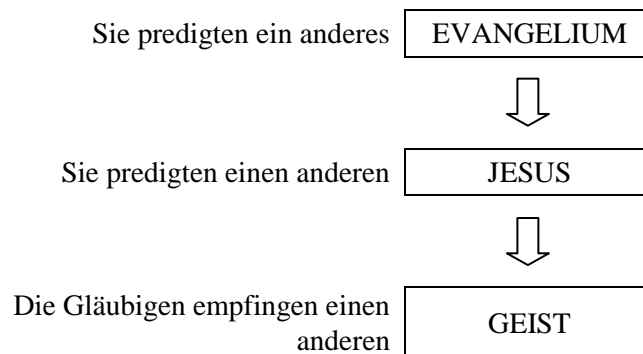 Sie predigten ein anderes EVANGELIUM
Sie predigten einen anderen JESUS
Die Gläubigen empfingen einen
anderen
GEIST